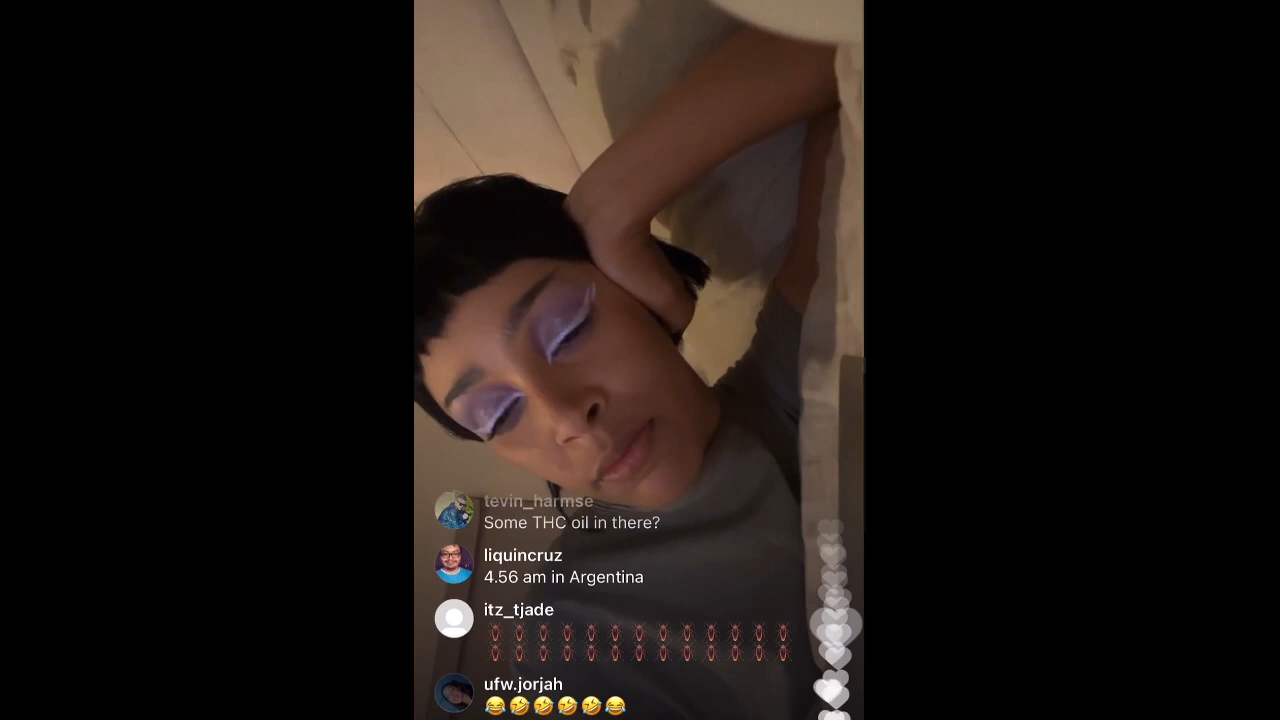 tevin_harmse
Some THC oil in there?
liquincruz
4.56 am in Argentina
itz_tjade
🪳🪳🪳🪳🪳🪳🪳🪳🪳🪳🪳🪳🪳
🪳🪳🪳🪳🪳🪳🪳🪳🪳🪳🪳🪳🪳
ufw.jorjah
😂🤣🤣🤣🤣😂